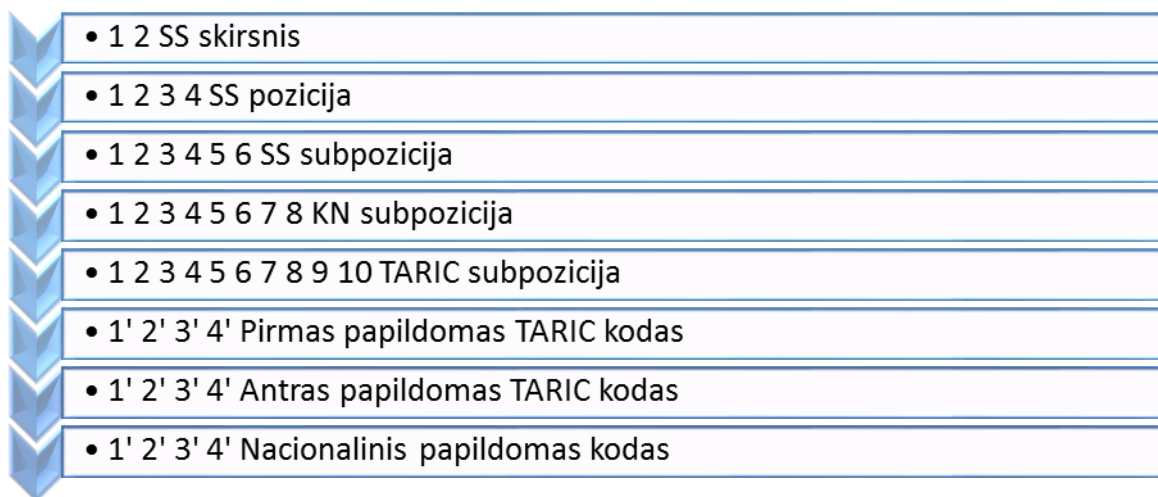 • 1 2 SS skirsnis
• 1 2 3 4 SS pozicija
• 1 2 3 4 5 6 SS subpozicija
• 1 2 3 4 5 6 7 8 KN subpozicija
• 1 2 3 4 5 6 7 8 9 10 TARIC subpozicija
• 1' 2' 3' 4' Pirmas papildomas TARIC kodas
• 1' 2' 3' 4' Antras papildomas TARIC kodas
• 1' 2' 3' 4' Nacionalinis papildomas kodas